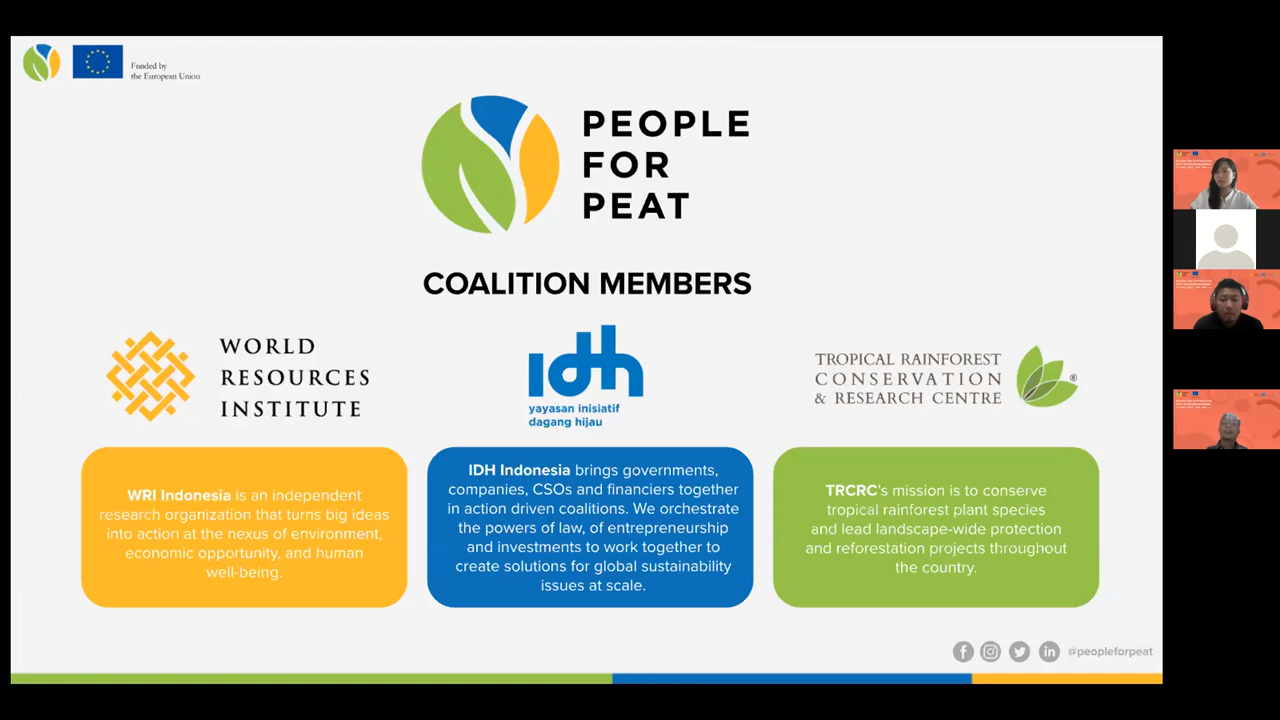 Funded by
the European Union
PEOPLE
FOR
PEAT
COALITION MEMBERS
WORLD
RESOURCES
INSTITUTE
idh
yayasan inisiatif
dagang hijau
TROPICAL RAINFOREST
CONSERVATION
& RESEARCH CENTRE
®
WRI Indonesia is an independent
research organization that turns big ideas
into action at the nexus of environment,
economic opportunity, and human
well-being.
IDH Indonesia brings governments,
companies, CSOs and financiers together
in action driven coalitions. We orchestrate
the powers of law, of entrepreneurship
and investments to work together to
create solutions for global sustainability
issues at scale.
TRCRC's mission is to conserve
tropical rainforest plant species
and lead landscape-wide protection
and reforestation projects throughout
the country.
@peopleforpeat